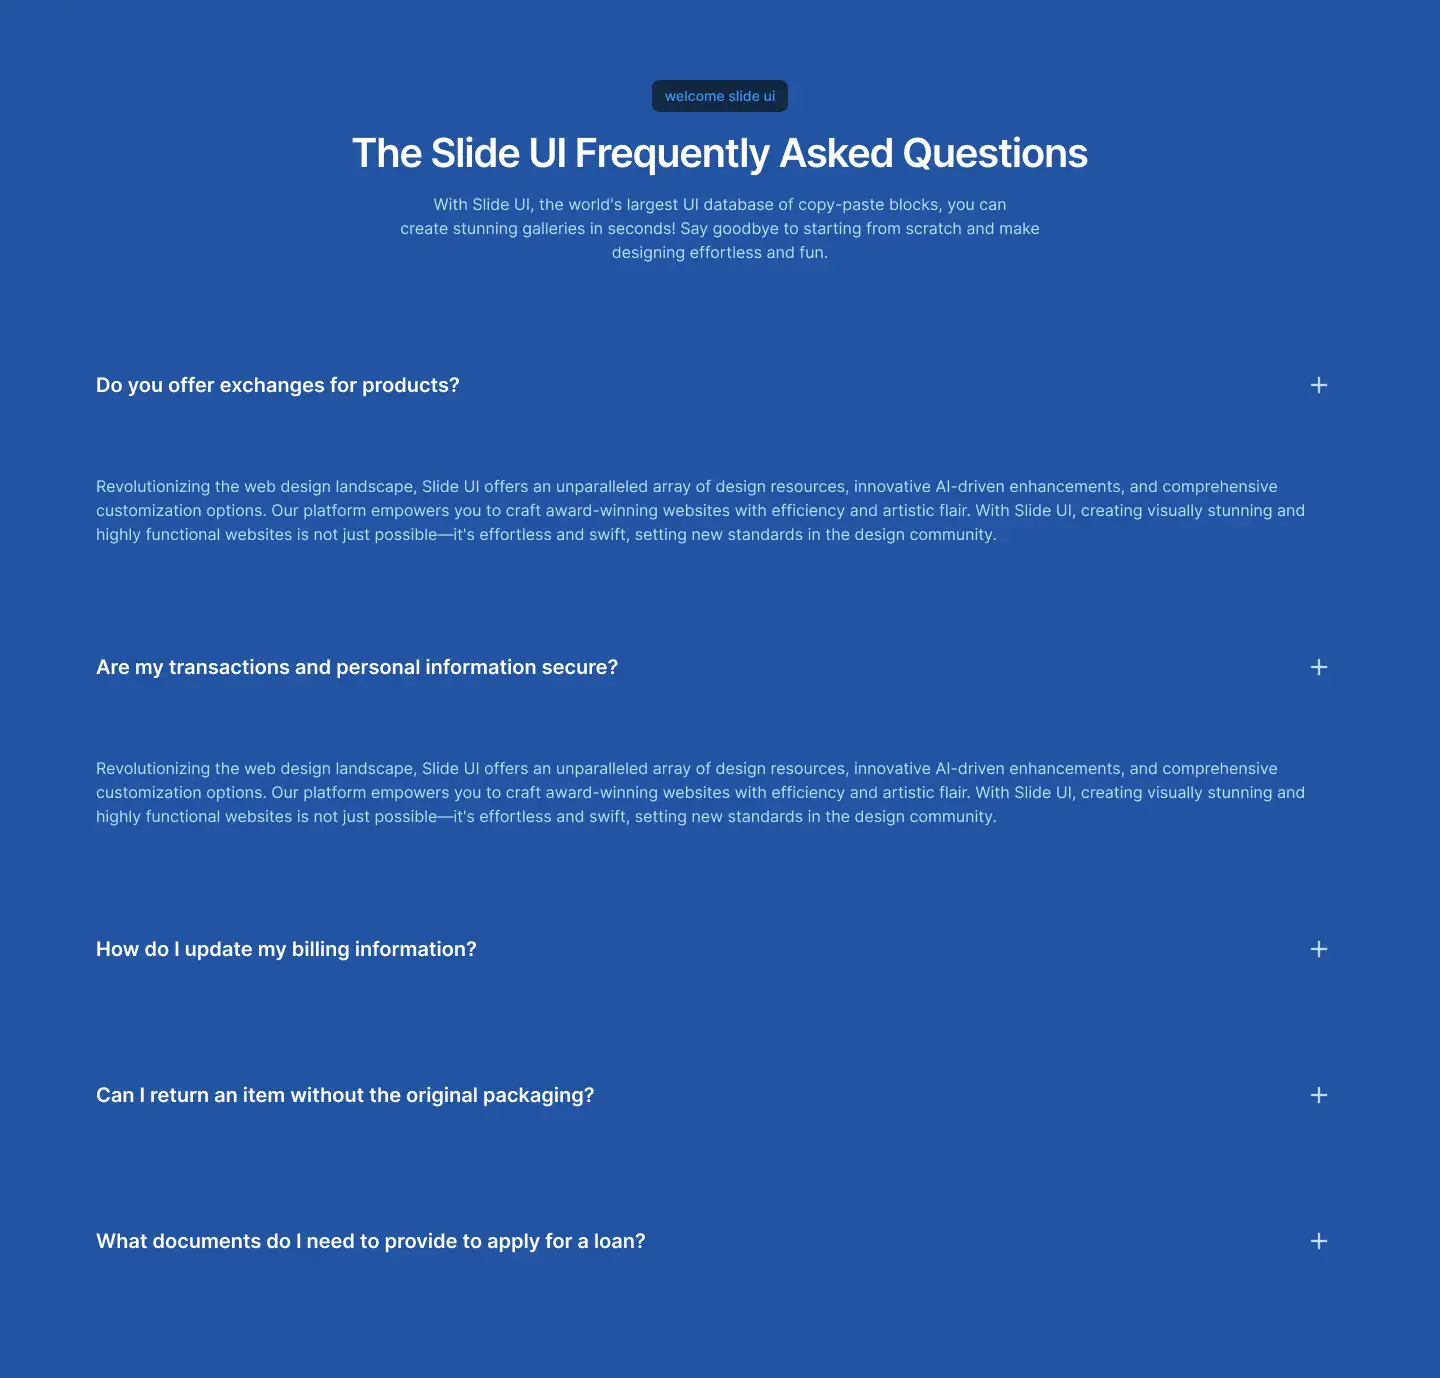 welcome slide ui
The Slide UI Frequently Asked Questions
With Slide UI, the world's largest UI database of copy-paste blocks, you can
create stunning galleries in seconds! Say goodbye to starting from scratch and make
designing effortless and fun.
Do you offer exchanges for products?
Revolutionizing the web design landscape, Slide UI offers an unparalleled array of design resources, innovative AI-driven enhancements, and comprehensive
customization options. Our platform empowers you to craft award-winning websites with efficiency and artistic flair. With Slide UI, creating visually stunning and
highly functional websites is not just possible—it's effortless and swift, setting new standards in the design community.
Are my transactions and personal information secure?
Revolutionizing the web design landscape, Slide UI offers an unparalleled array of design resources, innovative AI-driven enhancements, and comprehensive
customization options. Our platform empowers you to craft award-winning websites with efficiency and artistic flair. With Slide UI, creating visually stunning and
highly functional websites is not just possible—it's effortless and swift, setting new standards in the design community.
How do I update my billing information?
Can I return an item without the original packaging?
What documents do I need to provide to apply for a loan?